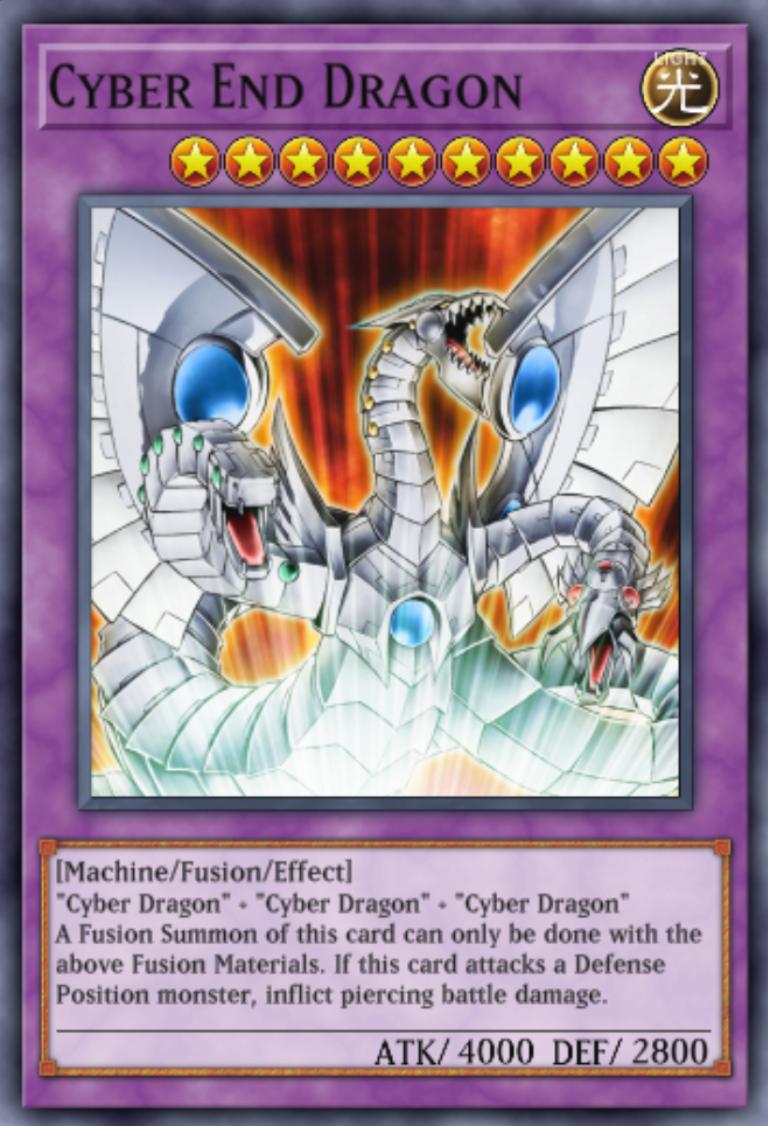 CYBER END DRAGON
LIGHT
光
[Machine/Fusion/Effect]
"Cyber Dragon" + "Cyber Dragon" + "Cyber Dragon"
A Fusion Summon of this card can only be done with the
above Fusion Materials. If this card attacks a Defense
Position monster, inflict piercing battle damage.
ATK/ 4000 DEF/ 2800